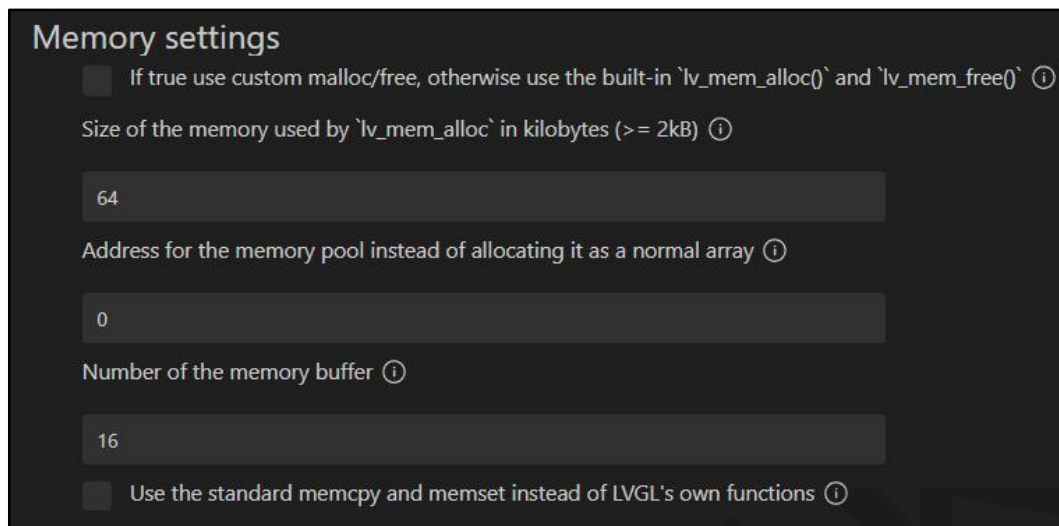 Memory settings
If true use custom malloc/free, otherwise use the built-in `lv_mem_alloc()` and `lv_mem_free()`
Size of the memory used by `lv_mem_alloc` in kilobytes (>= 2kB)
64
Address for the memory pool instead of allocating it as a normal array
0
Number of the memory buffer
16
Use the standard memcpy and memset instead of LVGL's own functions